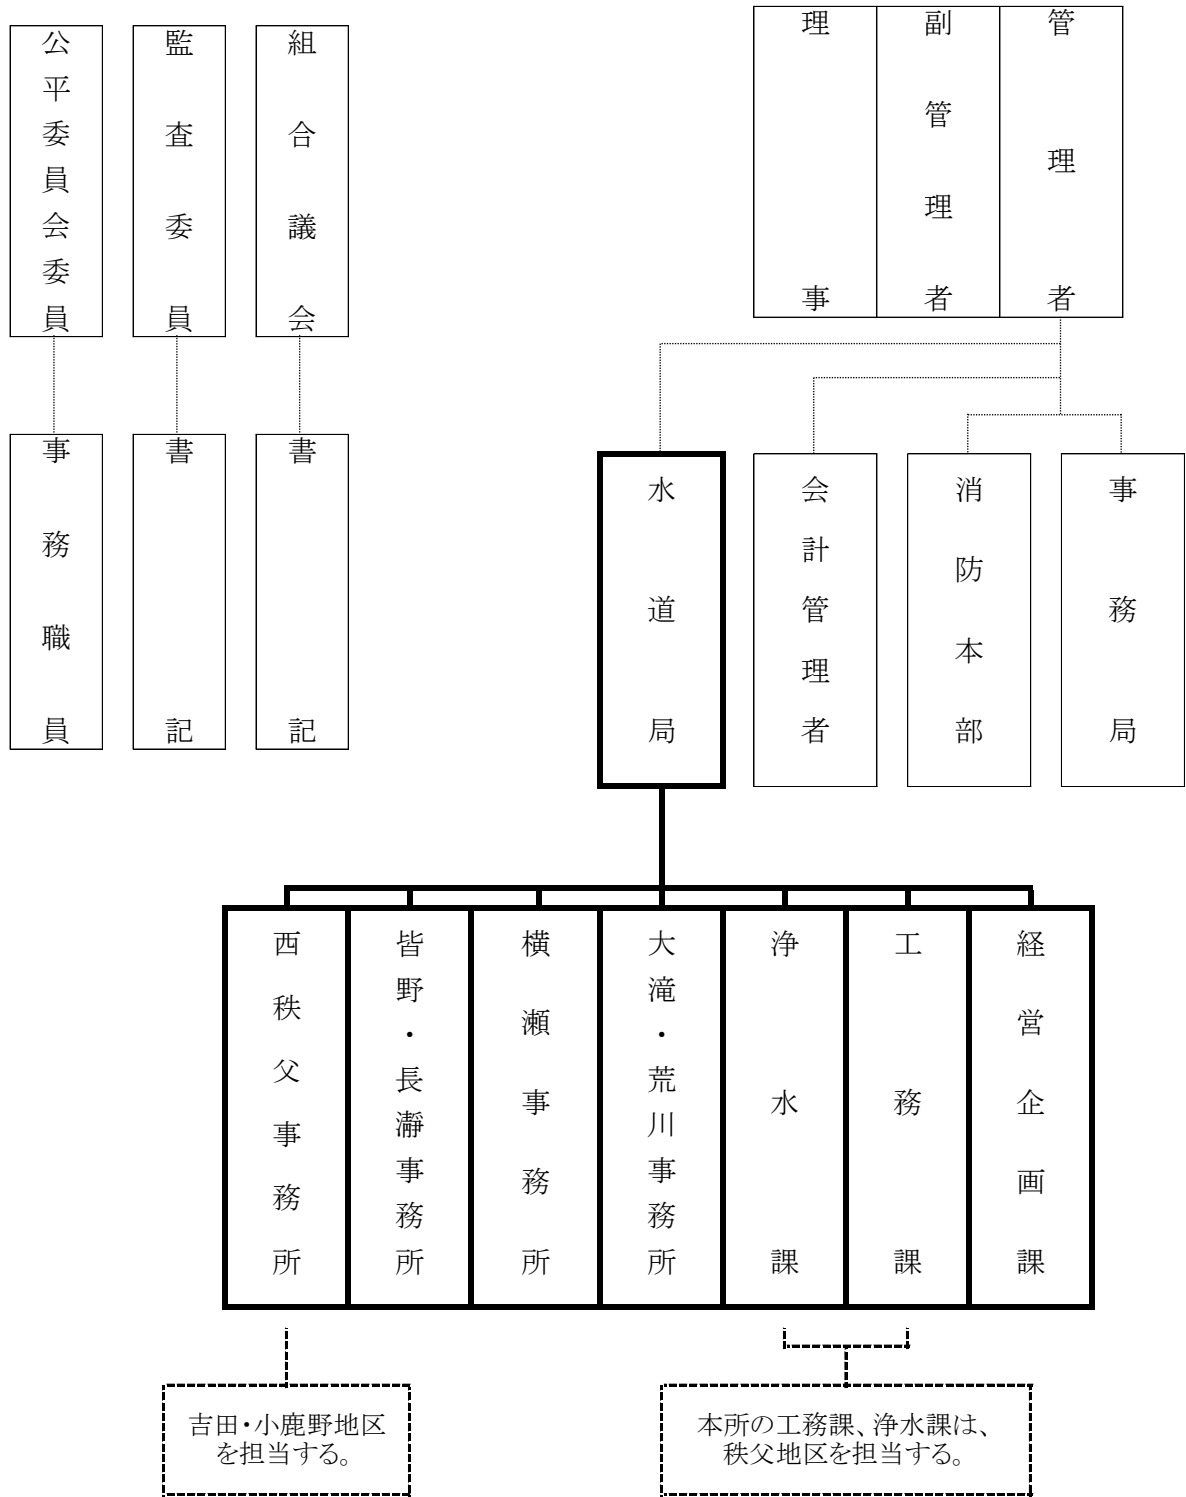 管理者
副管理者
理事
組合議会
監査委員
公平委員会委員
事務局
消防本部
会計管理者
水道局
書記
書記
事務職員
経営企画課
工務課
浄水課
大滝・荒川事務所
横瀬事務所
皆野・長瀞事務所
西秩父事務所
本所の工務課、浄水課は、
秩父地区を担当する。
吉田・小鹿野地区
を担当する。